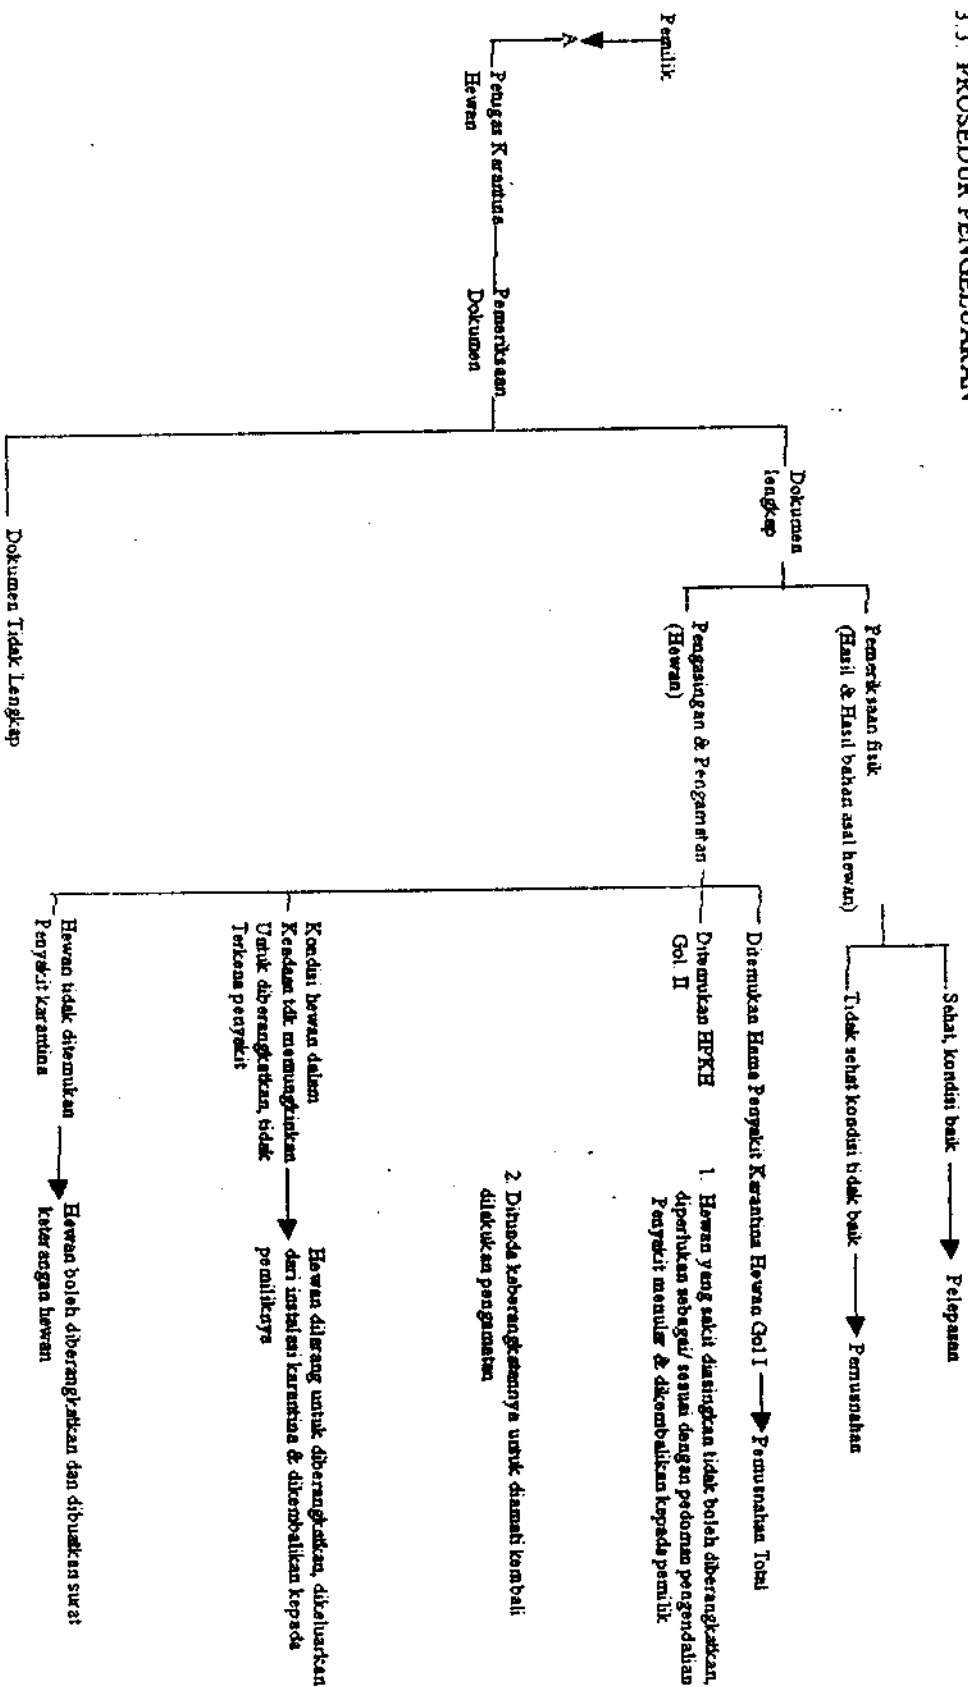 3.3. PROSEDUR PENGELUARAN
Pemilik
A
Petugas Karantina
Hewan
Pemeriksaan
Dokumen
Dokumen
lengkap
Pemeriksaan fisik
(Hasil & Hasil bahan asal hewan)
Sehat, kondisi baik
Pelepasan
Tidak sehat kondisi tidak baik
Pemusnahan
Pengasingan & Pengamatan
(Hewan)
Ditemukan Hama Penyakit Karantina Hewan Gol I
Pemusnahan Total
Ditemukan HPKH
Gol. II
1. Hewan yang sakit diasingkan tidak boleh diberangkatkan,
diperlukan sebagai/ sesuai dengan pedoman pengendalian
Penyakit menular & dikembalikan kepada pemilik
2. Ditunda keberangkatannya untuk diamati kembali
dilakukan pengamatan
Kondisi hewan dalam
Keadaan tdk memungkinkan
Untuk diberangkatkan, tidak
Terkena penyakit
Hewan dilarang untuk diberangkatkan, dikeluarkan
dari instalasi karantina & dikembalikan kepada
pemiliknya
Hewan tidak ditemukan
Penyakit karantina
Hewan boleh diberangkatkan dan dibuatkan surat
keterangan hewan
Dokumen Tidak Lengkap